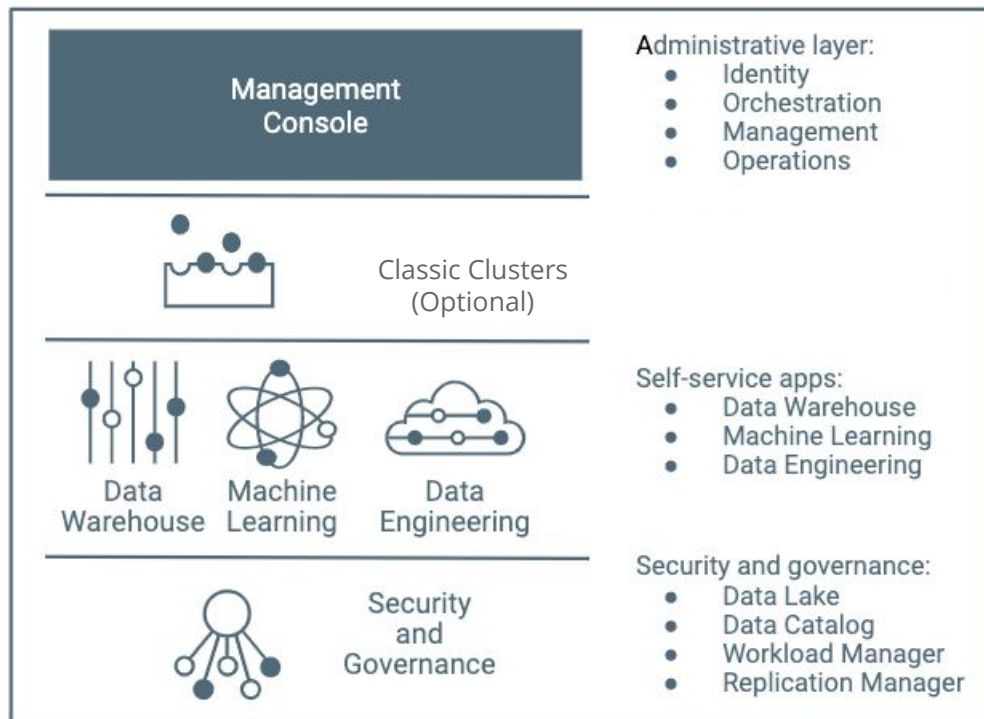 Management
Console
Administrative layer:
● Identity
● Orchestration
● Management
● Operations
Classic Clusters
(Optional)
Data
Warehouse
Machine
Learning
Data
Engineering
Self-service apps:
● Data Warehouse
● Machine Learning
● Data Engineering
Security
and
Governance
Security and governance:
● Data Lake
● Data Catalog
● Workload Manager
● Replication Manager